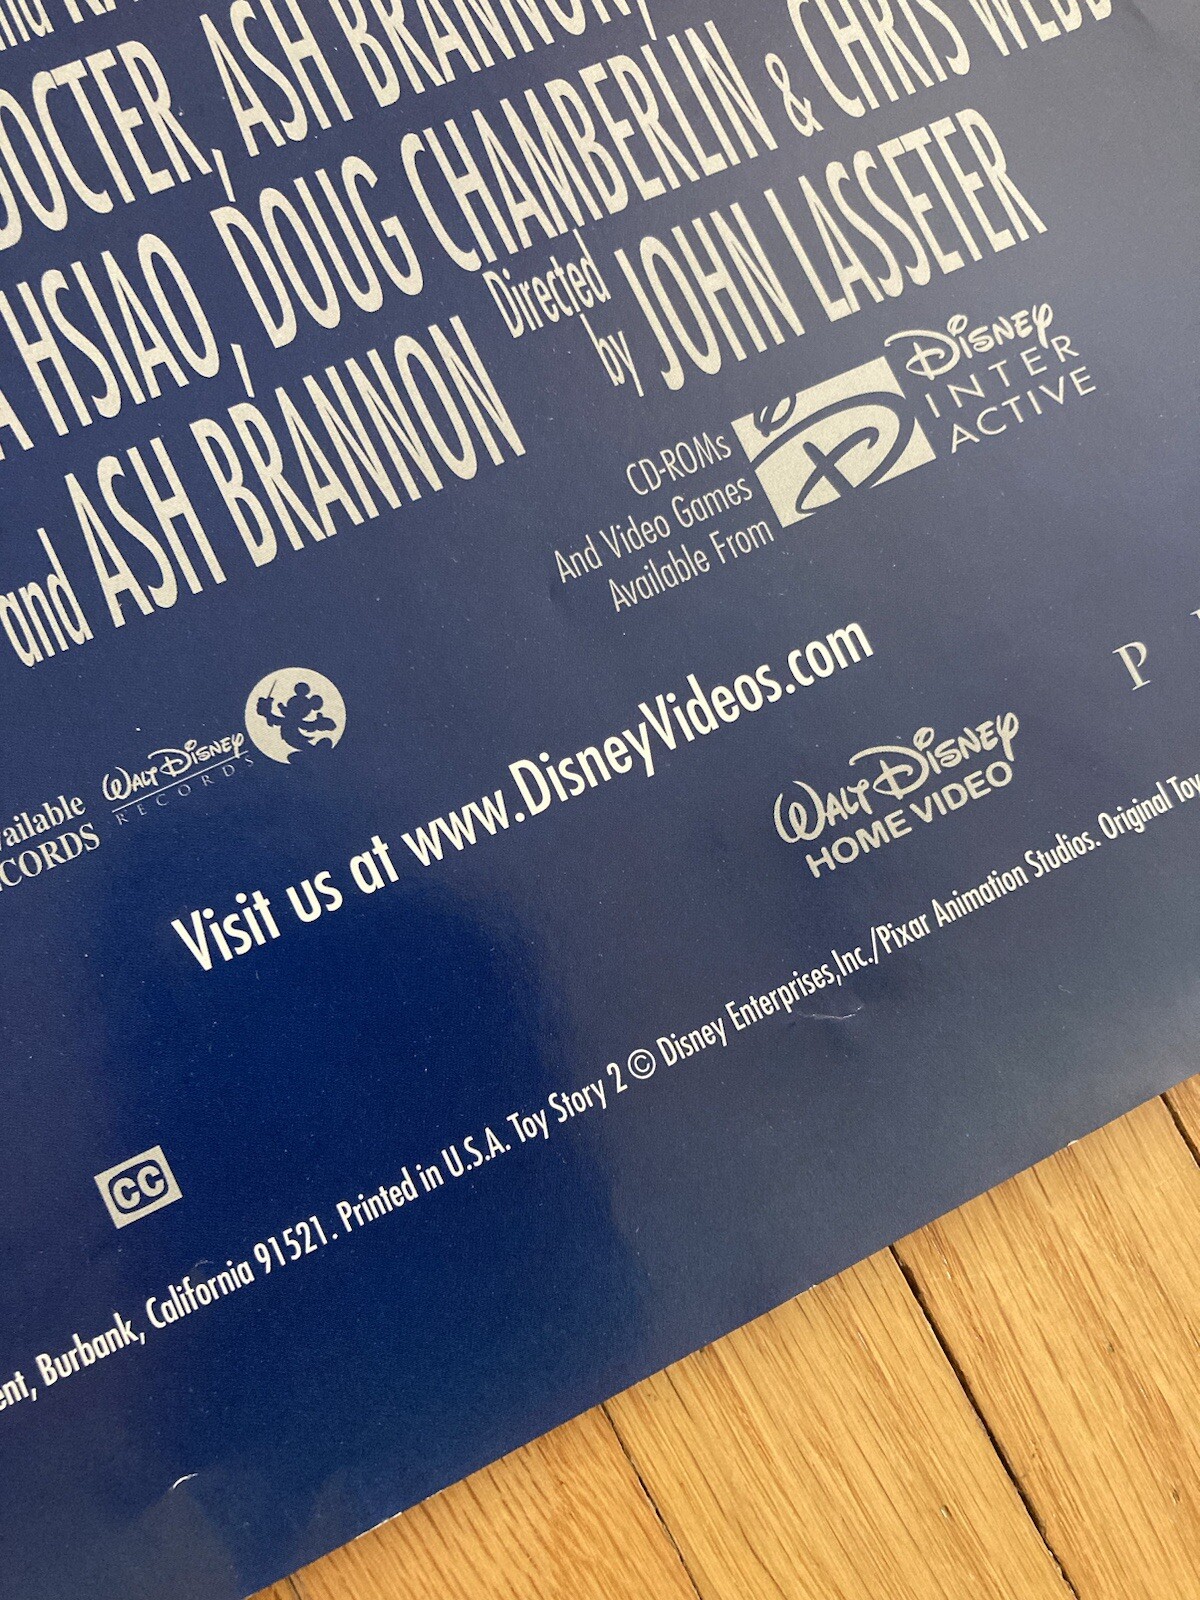 DOCTER, ASH BRANNON,
HSIAO, DOUG CHAMBERLIN & CHRIS WEBB
and ASH BRANNON Directed by JOHN LASSETER
CD-ROMs
And Video Games
Available From
Disney
INTER
ACTIVE
WALT DISNEY
RECORDS
Visit us at www.DisneyVideos.com
WALT DISNEY
HOME VIDEO
P
CC
Burbank, California 91521. Printed in U.S.A. Toy Story 2 © Disney Enterprises,Inc./Pixar Animation Studios. Original Toy